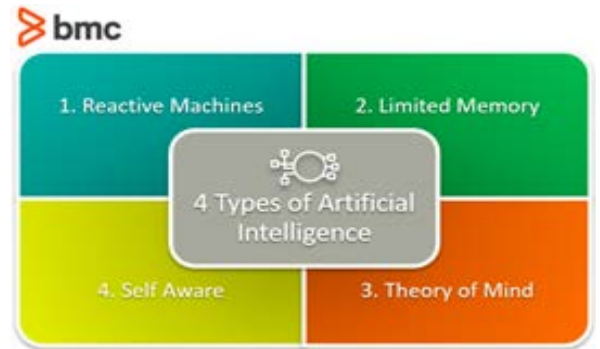 bmc
1. Reactive Machines
2. Limited Memory
4 Types of Artificial
Intelligence
4. Self Aware
3. Theory of Mind